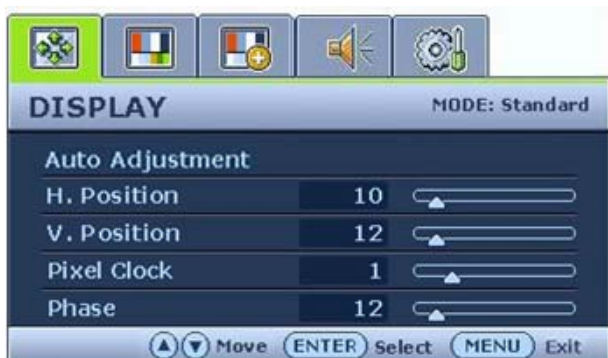 DISPLAY MODE: Standard
Auto Adjustment
H. Position 10
V. Position 12
Pixel Clock 1
Phase 12
Move ENTER Select MENU Exit